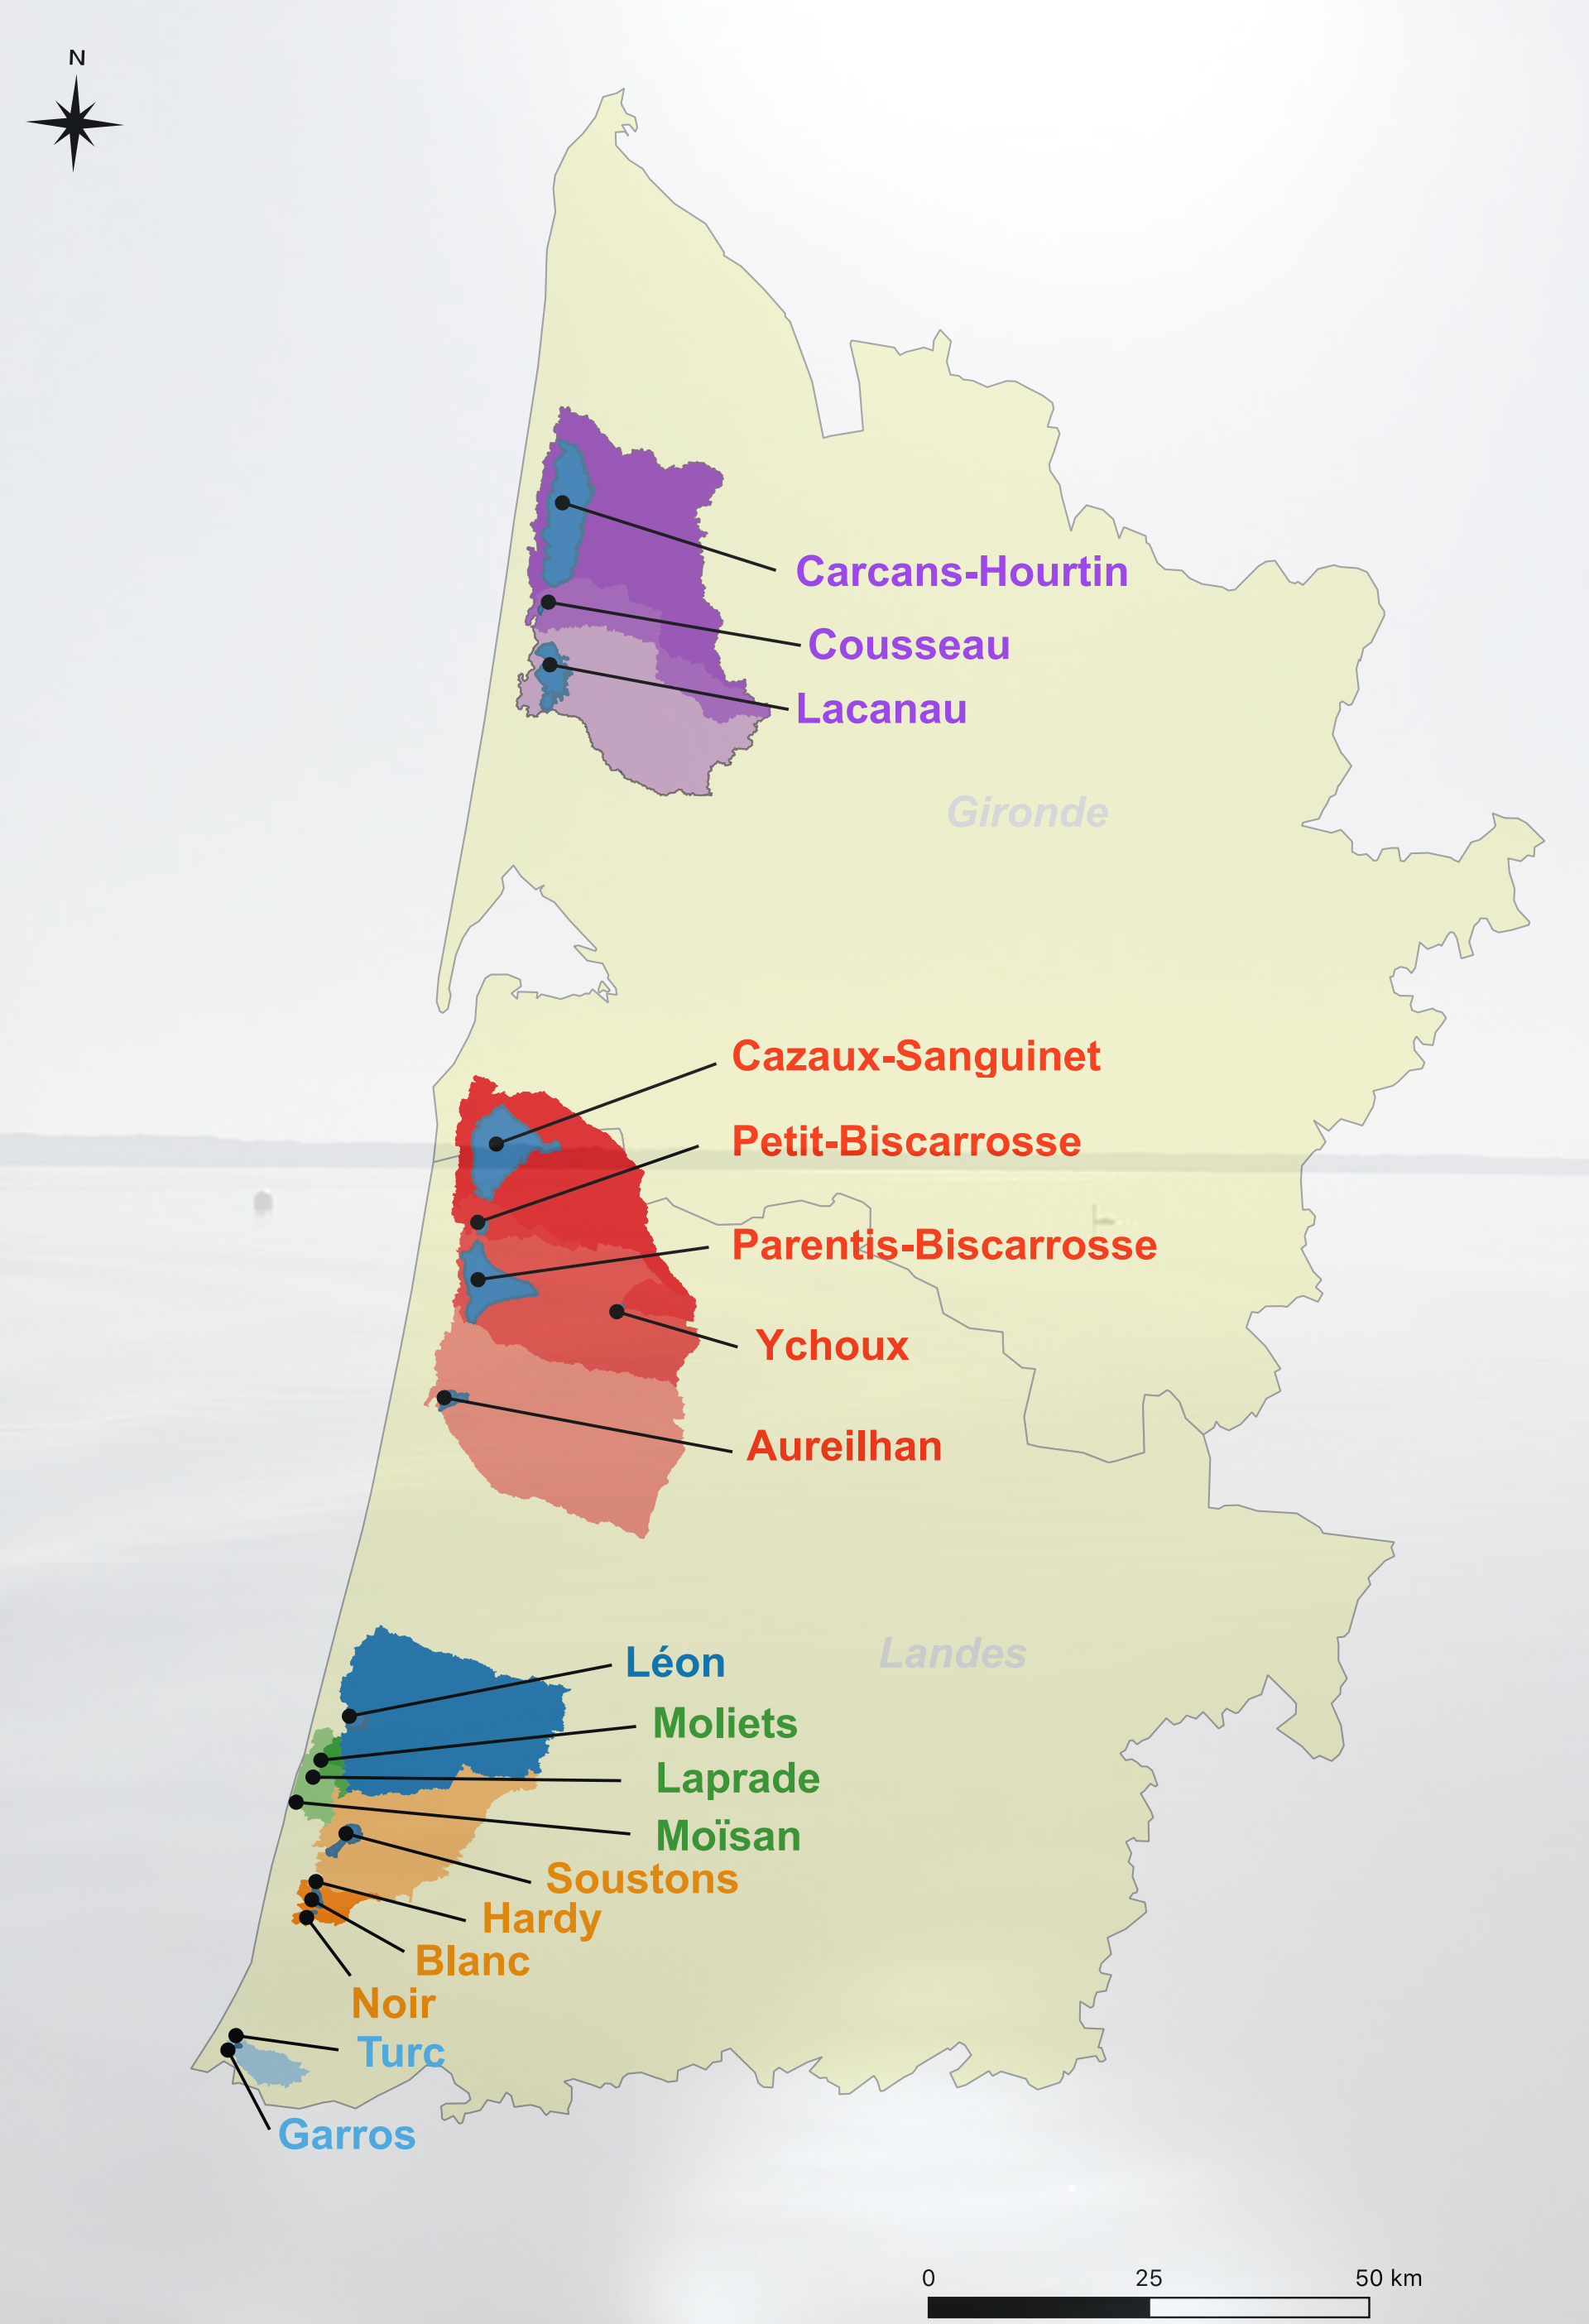 N
Carcans-Hourtin
Cousseau
Lacanau
Gironde
Cazaux-Sanguinet
Petit-Biscarrosse
Parentis-Biscarrosse
Ychoux
Aureilhan
Léon
Landes
Moliets
Laprade
Moïsan
Soustons
Hardy
Blanc
Noir
Turc
Garros
0 25 50 km